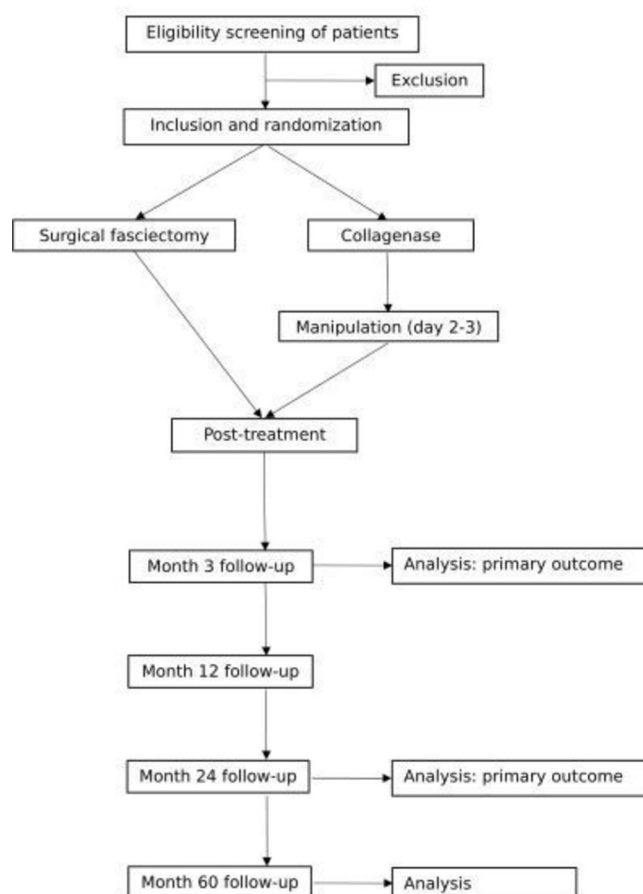 Eligibility screening of patients
Exclusion
Inclusion and randomization
Surgical fasciectomy
Collagenase
Manipulation (day 2-3)
Post-treatment
Month 3 follow-up
Analysis: primary outcome
Month 12 follow-up
Month 24 follow-up
Analysis: primary outcome
Month 60 follow-up
Analysis